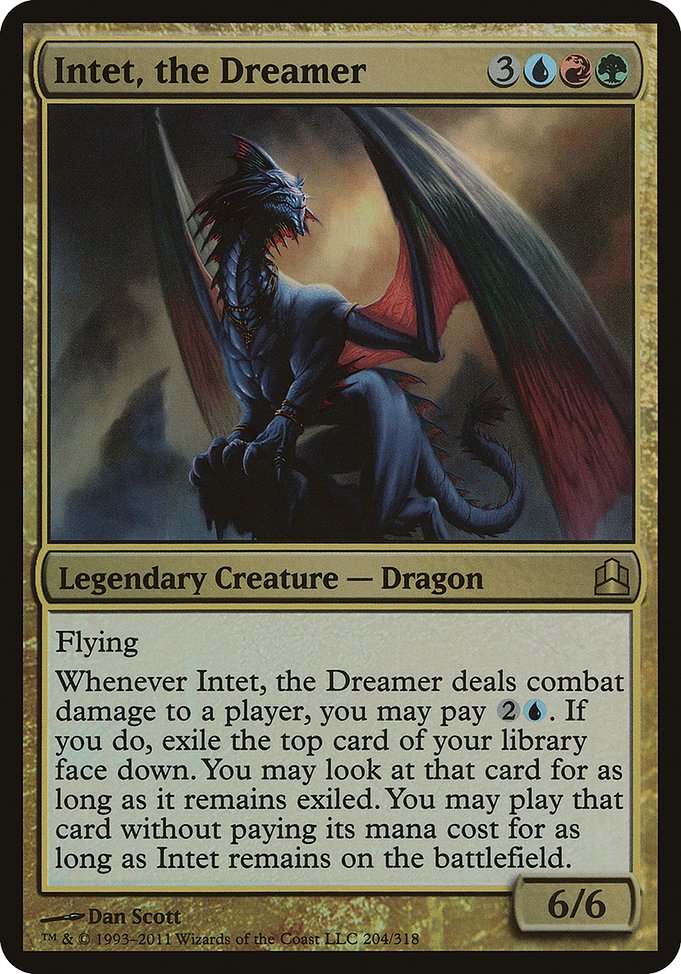 Intet, the Dreamer 3
Legendary Creature — Dragon
Flying
Whenever Intet, the Dreamer deals combat
damage to a player, you may pay 2. If
you do, exile the top card of your library
face down. You may look at that card for as
long as it remains exiled. You may play that
card without paying its mana cost for as
long as Intet remains on the battlefield.
6/6
Dan Scott
™ & © 1993–2011 Wizards of the Coast LLC 204/318